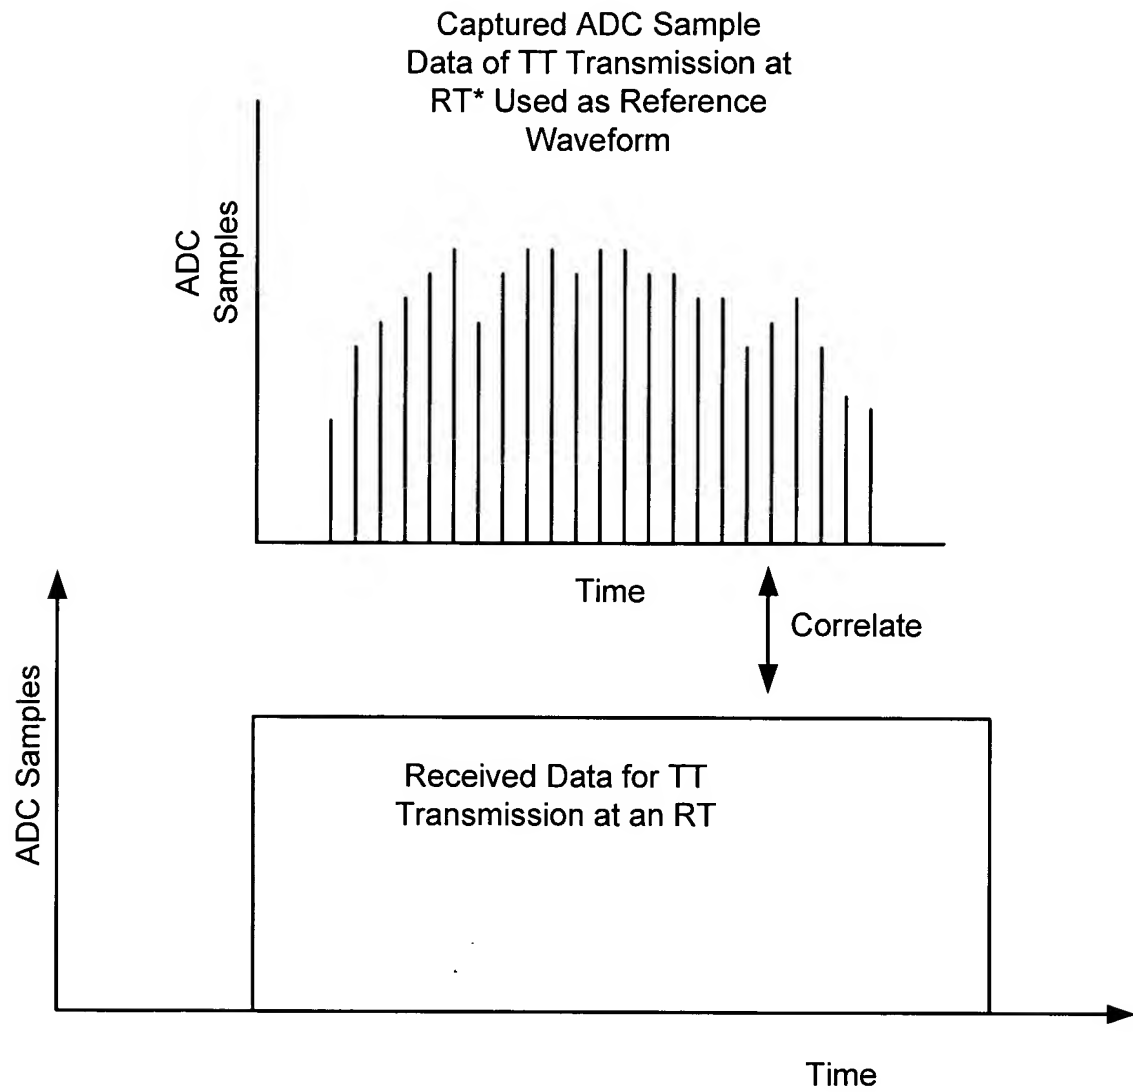 Captured ADC Sample
Data of TT Transmission at
RT* Used as Reference
Waveform
ADC
Samples
Time
Correlate
ADC Samples
Received Data for TT
Transmission at an RT
Time